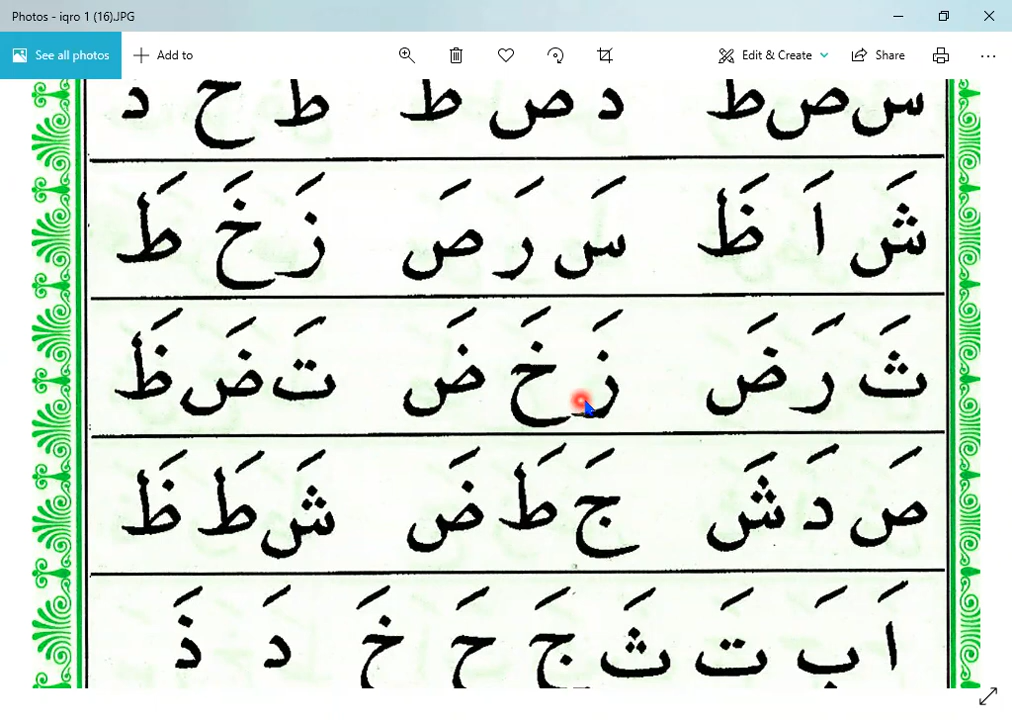 Photos - iqro 1 (16).JPG
See all photos
Add to
Edit & Create
Share
س ص ط د ص ط ط ح د
شَ اَ ظَ سَ رَ صَ زَ خَ طَ
ثَ رَ ضَ زَ خَ ضَ تَ ضَ ظَ
صَ دَ شَ جَ طَ ضَ شَ طَ ظَ
اَ بَ تَ ثَ جَ حَ خَ دَ ذَ